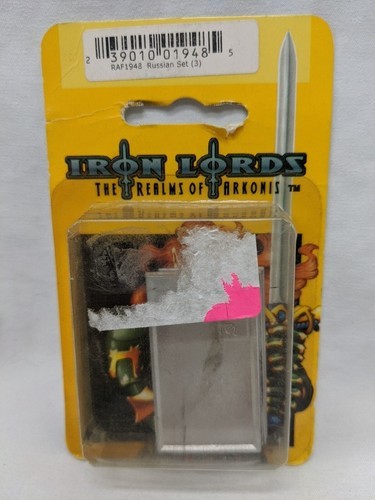 2 39010 01948 5
RAF1948 Russian Set (3)
IRON LORDS
THE REALMS OF ARKONIS TM